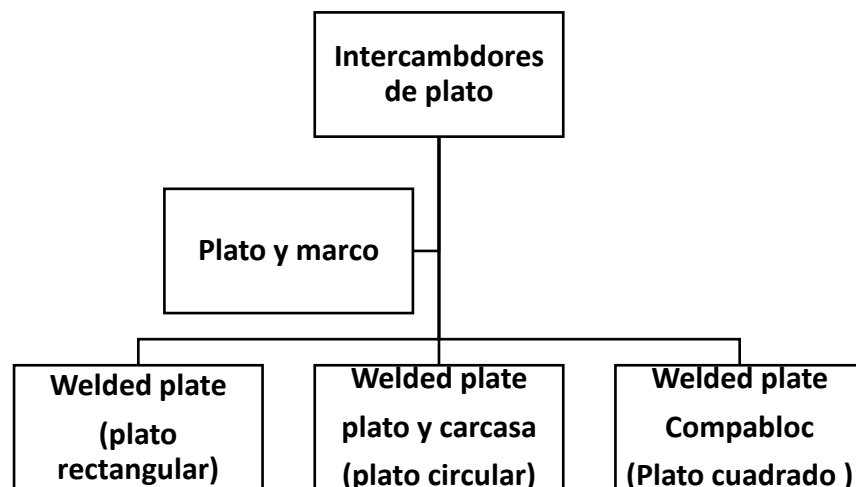 Intercambdores
de plato
Plato y marco
Welded plate
(plato
rectangular)
Welded plate
plato y carcasa
(plato circular)
Welded plate
Compabloc
(Plato cuadrado )